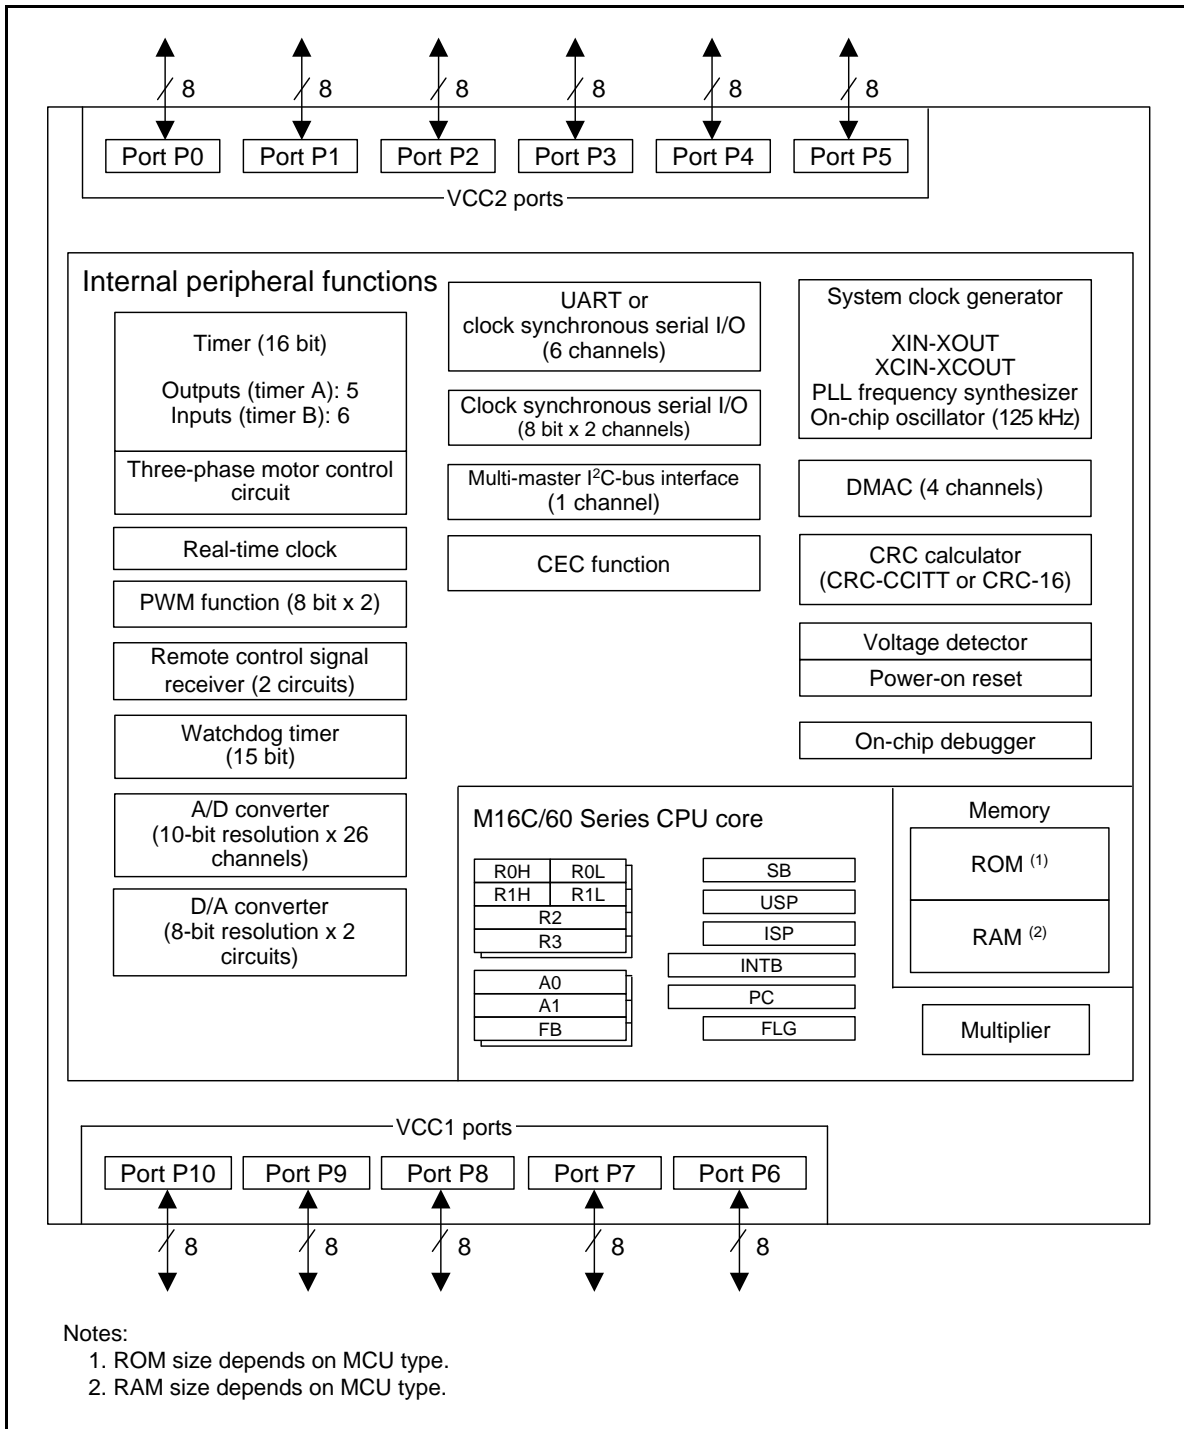 8
8
8
8
8
8
Port P0
Port P1
Port P2
Port P3
Port P4
Port P5
VCC2 ports
Internal peripheral functions
Timer (16 bit)
Outputs (timer A): 5
Inputs (timer B): 6
Three-phase motor control
circuit
Real-time clock
PWM function (8 bit x 2)
Remote control signal
receiver (2 circuits)
Watchdog timer
(15 bit)
A/D converter
(10-bit resolution x 26
channels)
D/A converter
(8-bit resolution x 2
circuits)
UART or
clock synchronous serial I/O
(6 channels)
Clock synchronous serial I/O
(8 bit x 2 channels)
Multi-master I²C-bus interface
(1 channel)
CEC function
System clock generator
XIN-XOUT
XCIN-XCOUT
PLL frequency synthesizer
On-chip oscillator (125 kHz)
DMAC (4 channels)
CRC calculator
(CRC-CCITT or CRC-16)
Voltage detector
Power-on reset
On-chip debugger
M16C/60 Series CPU core
R0H
R0L
R1H
R1L
R2
R3
A0
A1
FB
SB
USP
ISP
INTB
PC
FLG
Memory
ROM (1)
RAM (2)
Multiplier
VCC1 ports
Port P10
Port P9
Port P8
Port P7
Port P6
8
8
8
8
8
Notes:
1. ROM size depends on MCU type.
2. RAM size depends on MCU type.